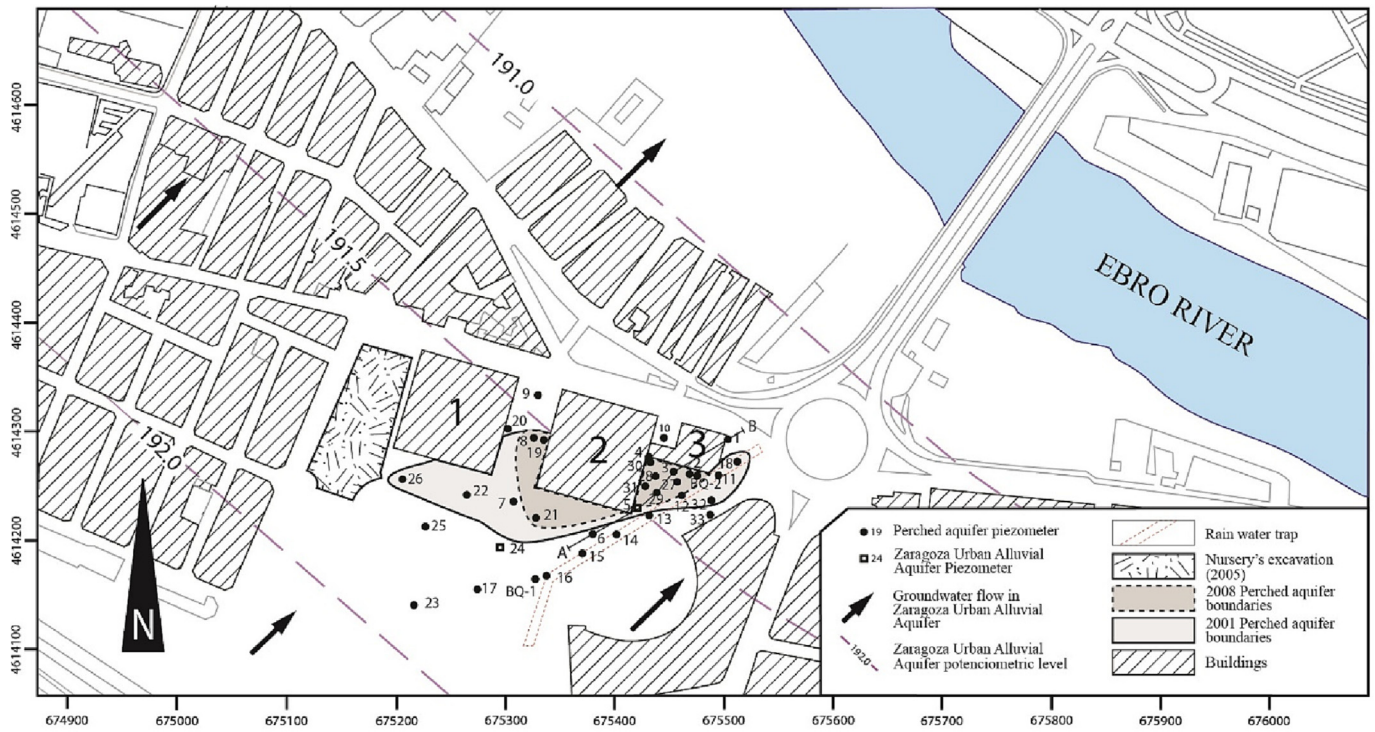 4614600
4614500
4614400
4614300
4614200
4614100
191.0
191.5
192.0
EBRO RIVER
1
2
3
9
20
8
19
10
4
30
28
3
27
31
29
5
12
BQ-2
18
11
32
33
1
B
26
22
7
21
25
24
6
14
13
A
15
16
BQ-1
17
23
N
19 Perched aquifer piezometer
24 Zaragoza Urban Alluvial
Aquifer Piezometer
Groundwater flow in
Zaragoza Urban Alluvial
Aquifer
192.0
Zaragoza Urban Alluvial
Aquifer potenciometric level
Rain water trap
Nursery's excavation
(2005)
2008 Perched aquifer
boundaries
2001 Perched aquifer
boundaries
Buildings
674900
675000
675100
675200
675300
675400
675500
675600
675700
675800
675900
676000